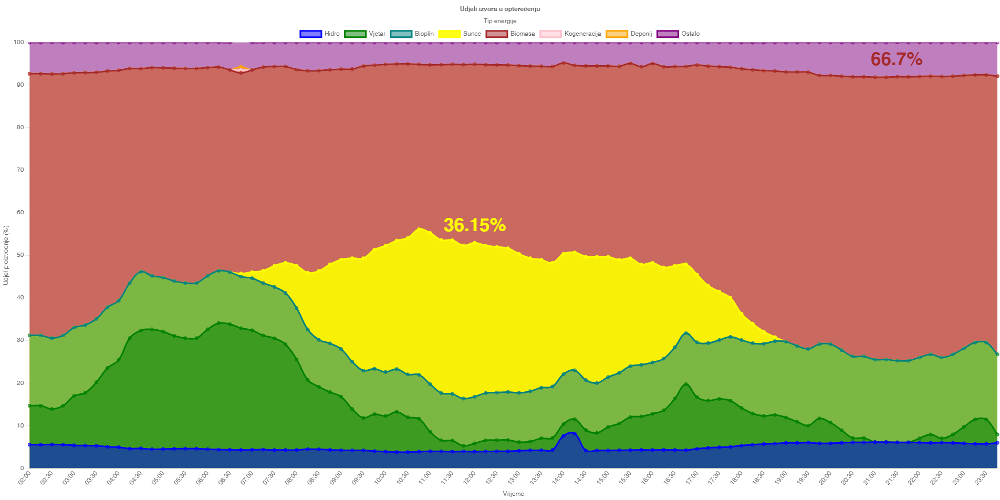 Udjeli izvora u opterećenju
Tip energije
Hidro Vjetar Bioplin Sunce Biomasa Kogeneracija Deponij Ostalo
100
66.7%
90
80
70
60
36.15%
50
Udjel proizvodnje (%)
40
30
20
10
0
02:00 02:30 03:00 03:30 04:00 04:30 05:00 05:30 06:00 06:30 07:00 07:30 08:00 08:30 09:00 09:30 10:00 10:30 11:00 11:30 12:00 12:30 13:00 13:30 14:00 14:30 15:00 15:30 16:00 16:30 17:00 17:30 18:00 18:30 19:00 19:30 20:00 20:30 21:00 21:30 22:00 22:30 23:00 23:30
Vrijeme